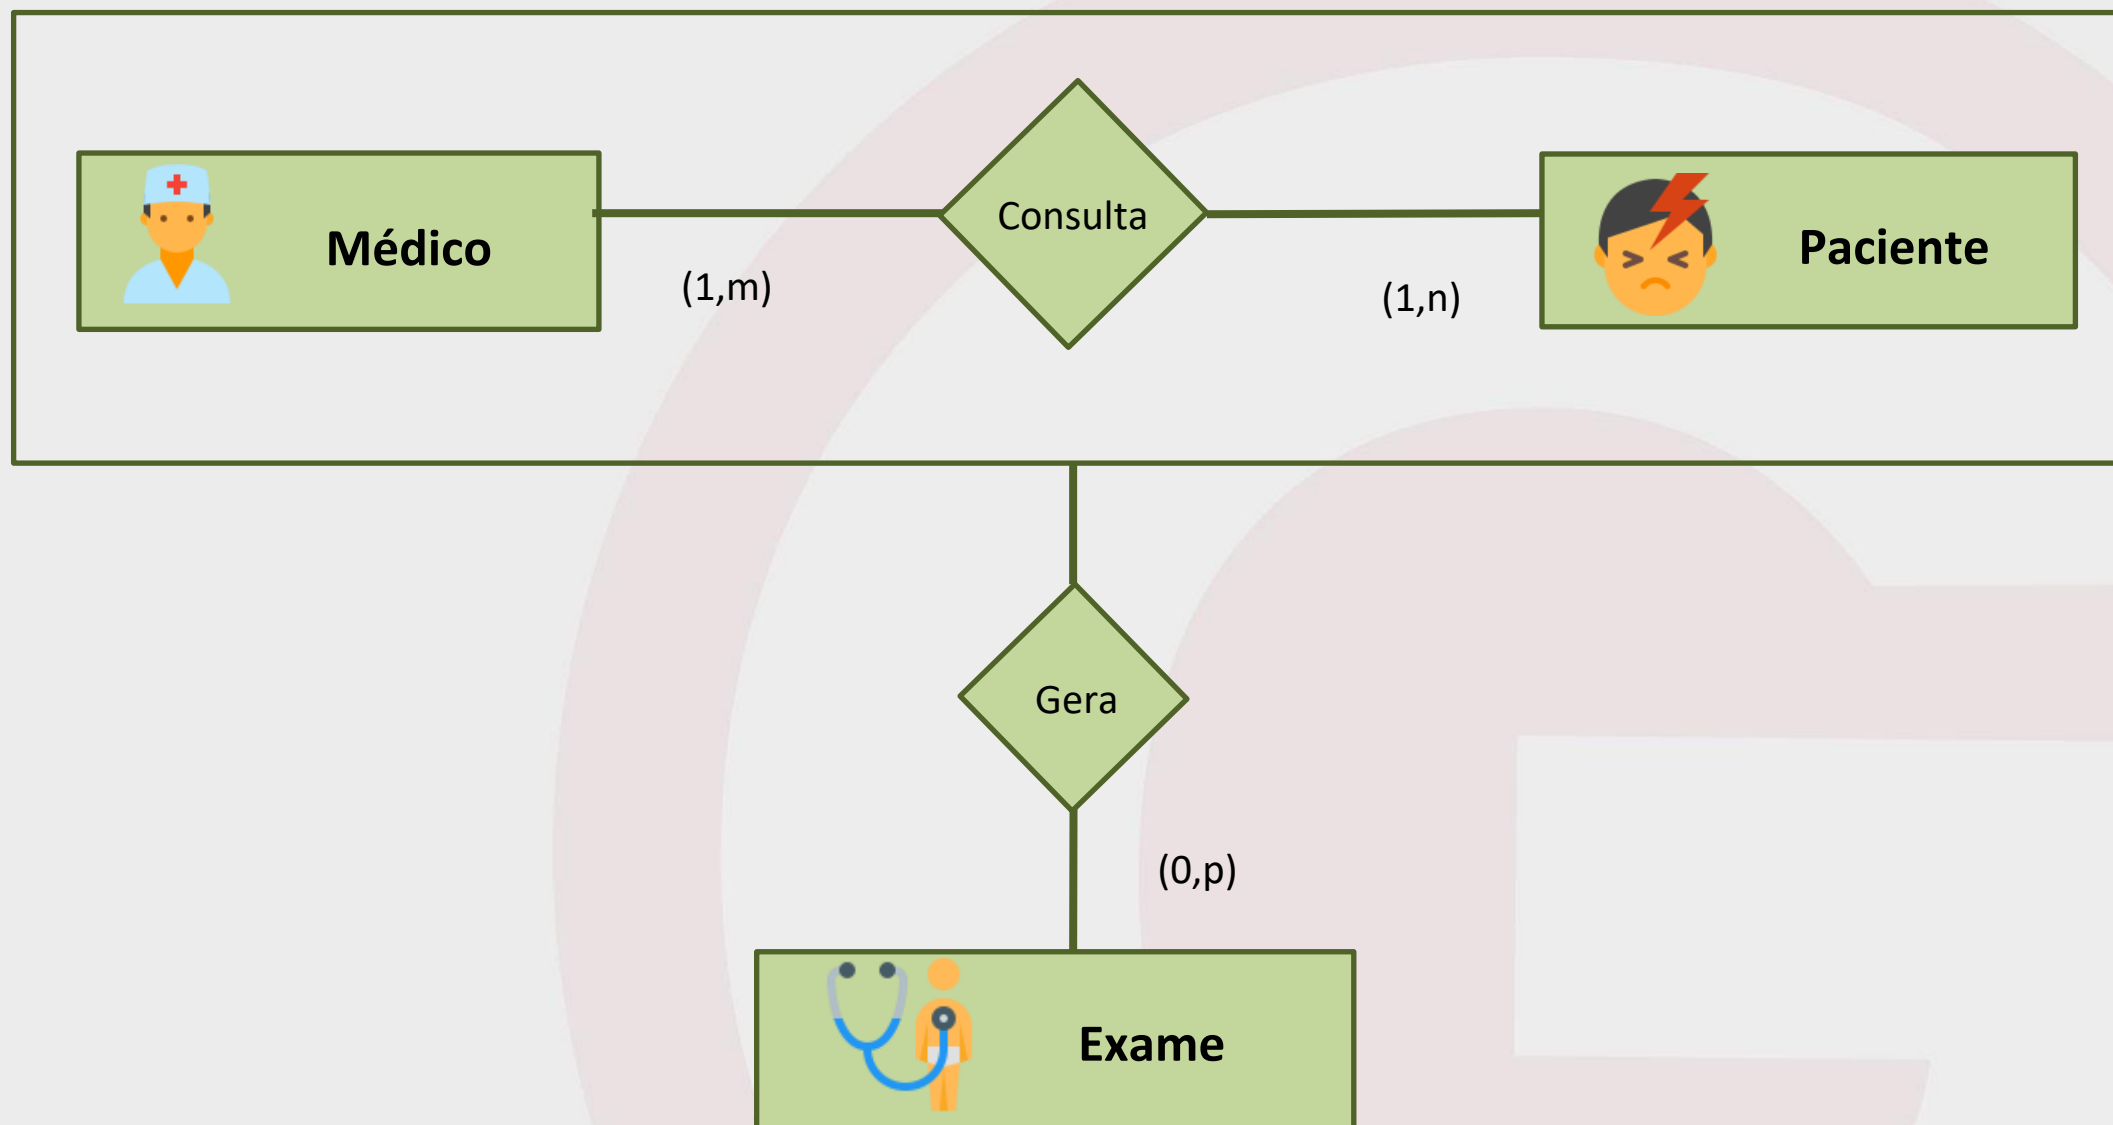 Médico
Consulta
Paciente
(1,m)
(1,n)
Gera
(0,p)
Exame